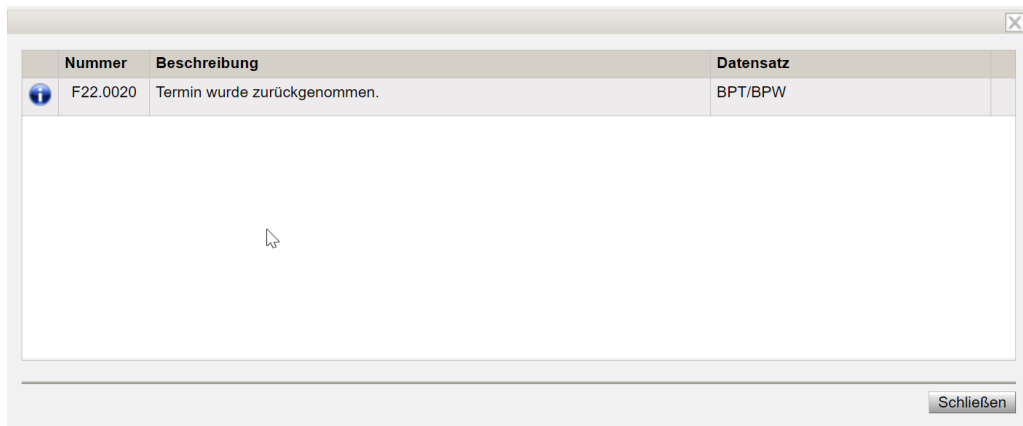 Nummer Beschreibung Datensatz
F22.0020 Termin wurde zurückgenommen. BPT/BPW
Schließen